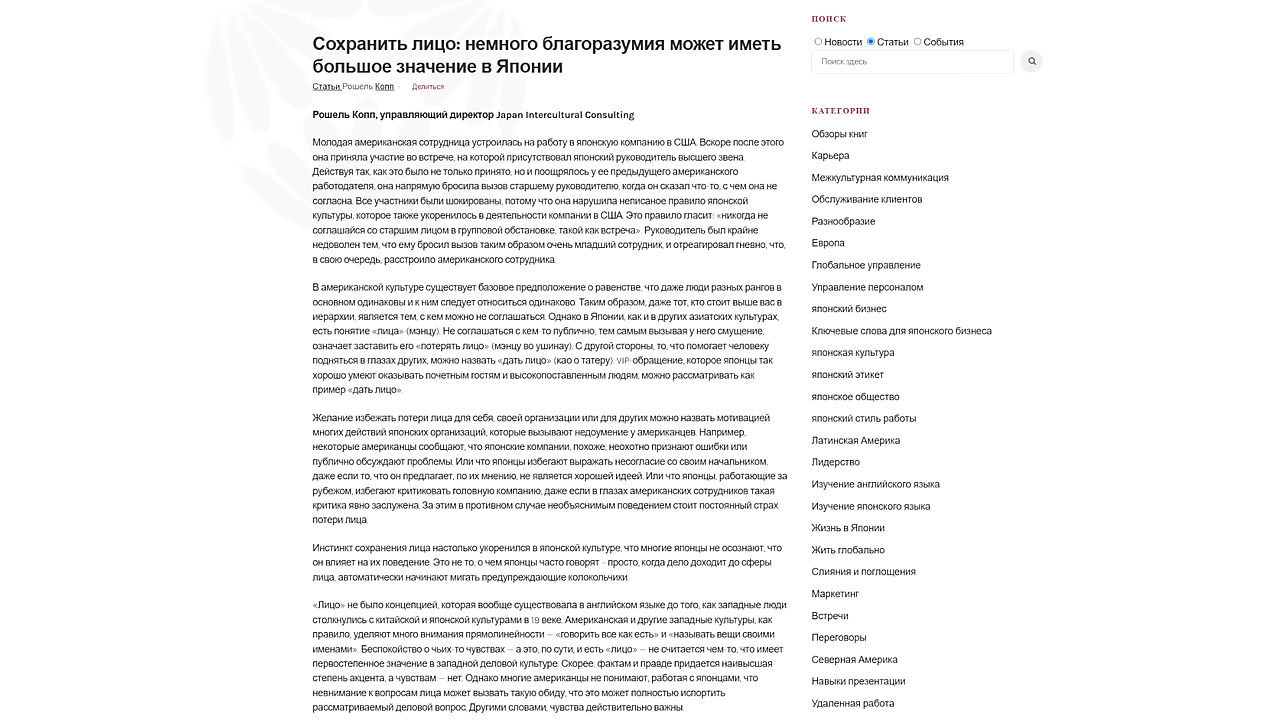 Сохранить лицо: немного благоразумия может иметь
большое значение в Японии
Статьи Рошель Копп · Делиться
Рошель Копп, управляющий директор Japan Intercultural Consulting
Молодая американская сотрудница устроилась на работу в японскую компанию в США. Вскоре после этого
она приняла участие во встрече, на которой присутствовал японский руководитель высшего звена.
Действуя так, как это было не только принято, но и поощрялось у ее предыдущего американского
работодателя, она напрямую бросила вызов старшему руководителю, когда он сказал что-то, с чем она не
согласна. Все участники были шокированы, потому что она нарушила неписаное правило японской
культуры, которое также укоренилось в деятельности компании в США. Это правило гласит: «никогда не
соглашайся со старшим лицом в групповой обстановке, такой как встреча». Руководитель был крайне
недоволен тем, что ему бросил вызов таким образом очень младший сотрудник, и отреагировал гневно, что,
в свою очередь, расстроило американского сотрудника.
В американской культуре существует базовое предположение о равенстве, что даже люди разных рангов в
основном одинаковы и к ним следует относиться одинаково. Таким образом, даже тот, кто стоит выше вас в
иерархии, является тем, с кем можно не соглашаться. Однако в Японии, как и в других азиатских культурах,
есть понятие «лица» (мэнцу). Не соглашаться с кем-то публично, тем самым вызывая у него смущение,
означает заставить его «потерять лицо» (мэнцу во ушинау). С другой стороны, то, что помогает человеку
подняться в глазах других, можно назвать «дать лицо» (као о татеру). VIP-обращение, которое японцы так
хорошо умеют оказывать почетным гостям и высокопоставленным людям, можно рассматривать как
пример «дать лицо».
Желание избежать потери лица для себя, своей организации или для других можно назвать мотивацией
многих действий японских организаций, которые вызывают недоумение у американцев. Например,
некоторые американцы сообщают, что японские компании, похоже, неохотно признают ошибки или
публично обсуждают проблемы. Или что японцы избегают выражать несогласие со своим начальником,
даже если то, что он предлагает, по их мнению, не является хорошей идеей. Или что японцы, работающие за
рубежом, избегают критиковать головную компанию, даже если в глазах американских сотрудников такая
критика явно заслужена. За этим в противном случае необъяснимым поведением стоит постоянный страх
потери лица.
Инстинкт сохранения лица настолько укоренился в японской культуре, что многие японцы не осознают, что
он влияет на их поведение. Это не то, о чем японцы часто говорят - просто, когда дело доходит до сферы
лица, автоматически начинают мигать предупреждающие колокольчики.
«Лицо» не было концепцией, которая вообще существовала в английском языке до того, как западные люди
столкнулись с китайской и японской культурами в 19 веке. Американская и другие западные культуры, как
правило, уделяют много внимания прямолинейности — «говорить все как есть» и «называть вещи своими
именами». Беспокойство о чьих-то чувствах — а это, по сути, и есть «лицо» — не считается чем-то, что имеет
первостепенное значение в западной деловой культуре. Скорее, фактам и правде придается наивысшая
степень акцента, а чувствам — нет. Однако многие американцы не понимают, работая с японцами, что
невнимание к вопросам лица может вызвать такую обиду, что это может полностью испортить
рассматриваемый деловой вопрос. Другими словами, чувства действительно важны.
ПОИСК
Новости Статьи События
Поиск здесь
КАТЕГОРИИ
Обзоры книг
Карьера
Межкультурная коммуникация
Обслуживание клиентов
Разнообразие
Европа
Глобальное управление
Управление персоналом
японский бизнес
Ключевые слова для японского бизнеса
японская культура
японский этикет
японское общество
японский стиль работы
Латинская Америка
Лидерство
Изучение английского языка
Изучение японского языка
Жизнь в Японии
Жить глобально
Слияния и поглощения
Маркетинг
Встречи
Переговоры
Северная Америка
Навыки презентации
Удаленная работа